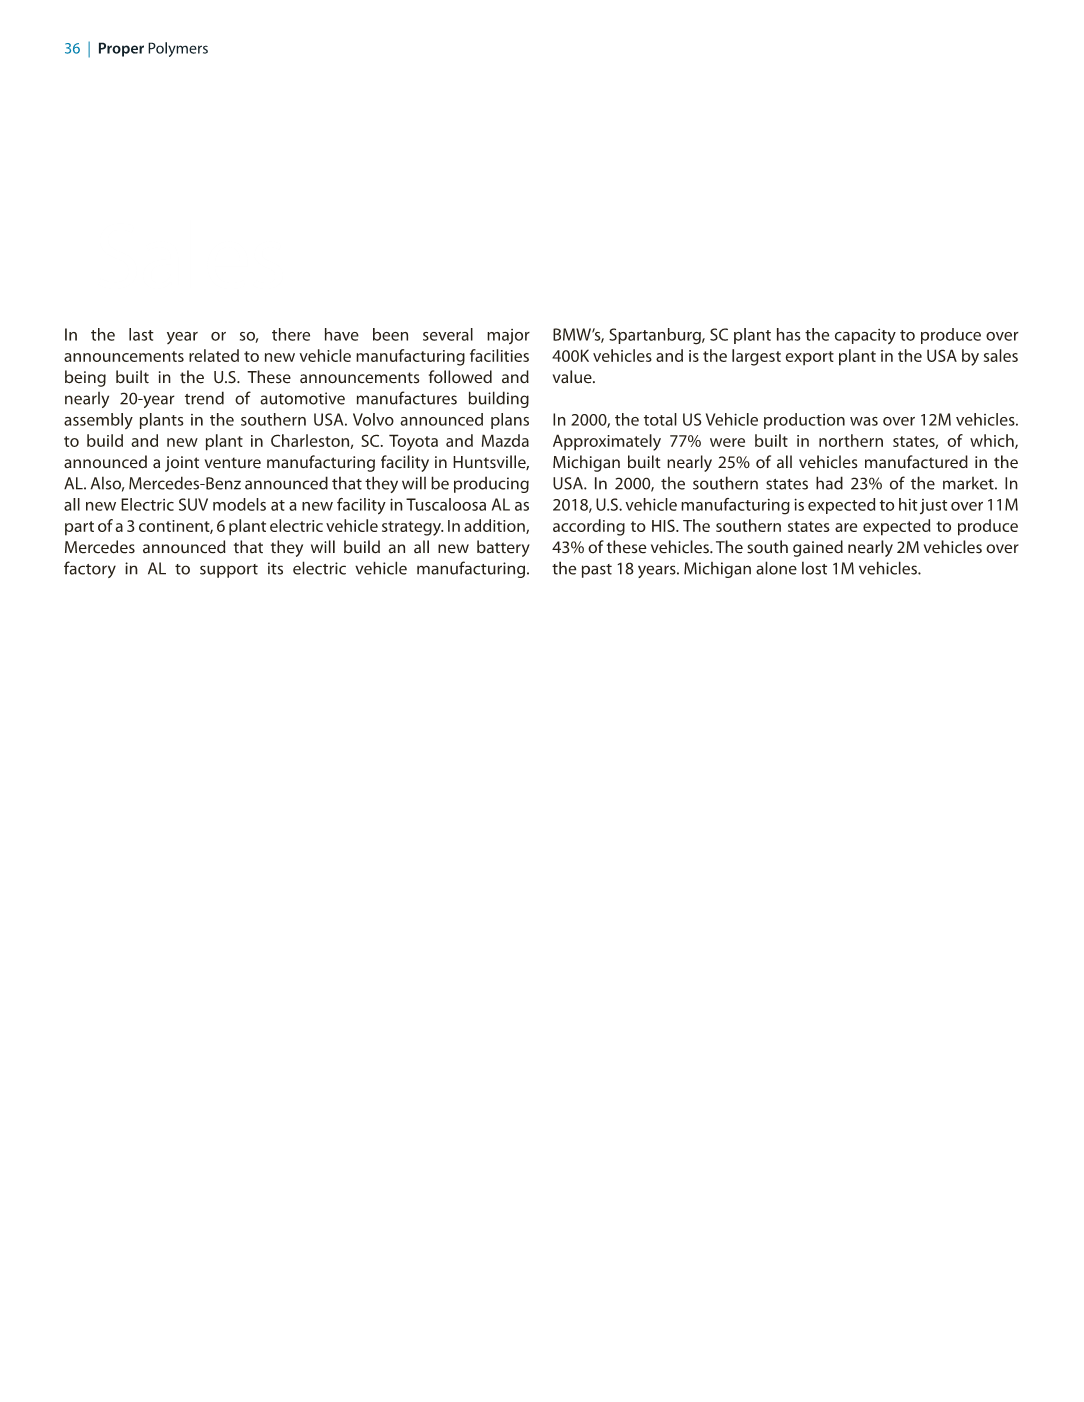 36 | Proper Polymers
In the last year or so, there have been several major
announcements related to new vehicle manufacturing facilities
being built in the U.S. These announcements followed and
nearly 20-year trend of automotive manufactures building
assembly plants in the southern USA. Volvo announced plans
to build and new plant in Charleston, SC. Toyota and Mazda
announced a joint venture manufacturing facility in Huntsville,
AL. Also, Mercedes-Benz announced that they will be producing
all new Electric SUV models at a new facility in Tuscaloosa AL as
part of a 3 continent, 6 plant electric vehicle strategy. In addition,
Mercedes announced that they will build an all new battery
factory in AL to support its electric vehicle manufacturing.
BMW’s, Spartanburg, SC plant has the capacity to produce over
400K vehicles and is the largest export plant in the USA by sales
value.
In 2000, the total US Vehicle production was over 12M vehicles.
Approximately 77% were built in northern states, of which,
Michigan built nearly 25% of all vehicles manufactured in the
USA. In 2000, the southern states had 23% of the market. In
2018, U.S. vehicle manufacturing is expected to hit just over 11M
according to HIS. The southern states are expected to produce
43% of these vehicles. The south gained nearly 2M vehicles over
the past 18 years. Michigan alone lost 1M vehicles.